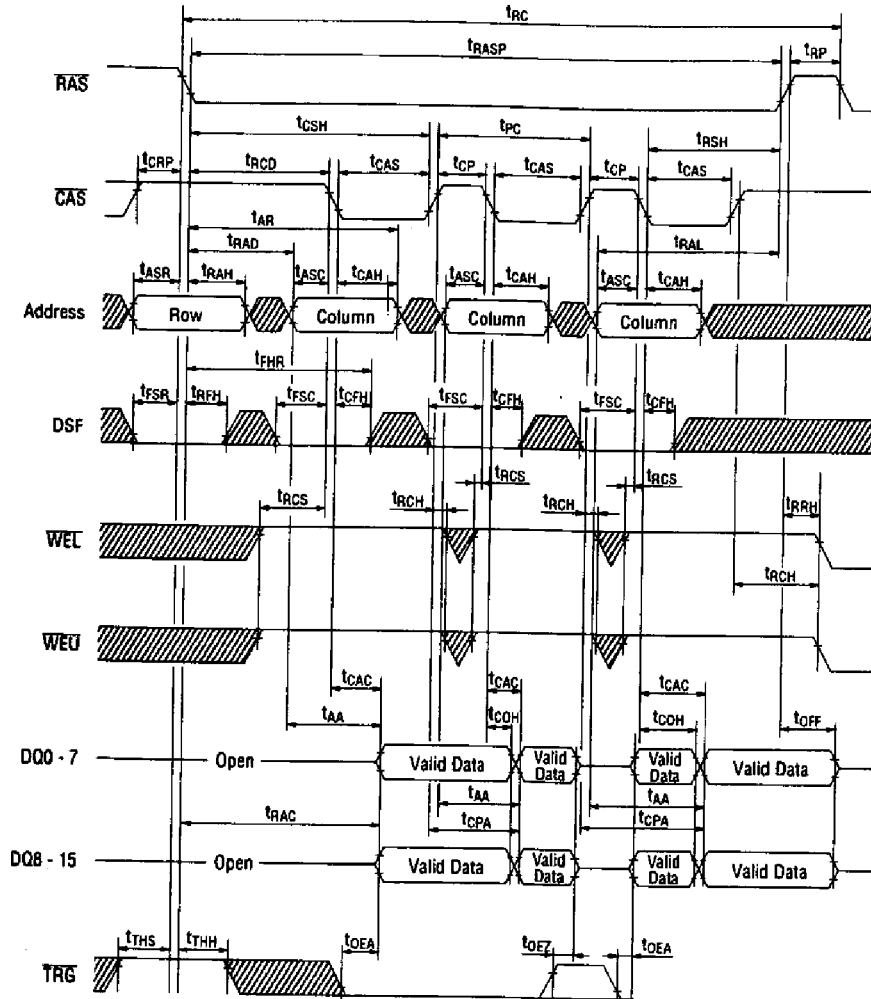 tRC
tRASP tRP
RAS
tCSH tPC tRSH
tCRP tRCD tCAS tCP tCAS tCP tCAS
CAS
tAR
tRAD tRAL
tASR tRAH tASC tCAH tASC tCAH tASC tCAH
Address Row Column Column Column
tFHR
tFSR tRFH tFSC tCFH tFSC tCFH tFSC tCFH
DSF
tRCS tRCS
tRCS tRCH tRCH tRRH
WEL
tRCH
WEU
tCAC tCAC tCAC
tAA tCOH tCOH tOFF
DQ0 - 7 Open Valid Data Valid Data Valid Data Valid Data
tAA tAA
tRAC tCPA tCPA
DQ8 - 15 Open Valid Data Valid Data Valid Data Valid Data
tTHS tTHH tOEA tOEZ tOEA
TRG